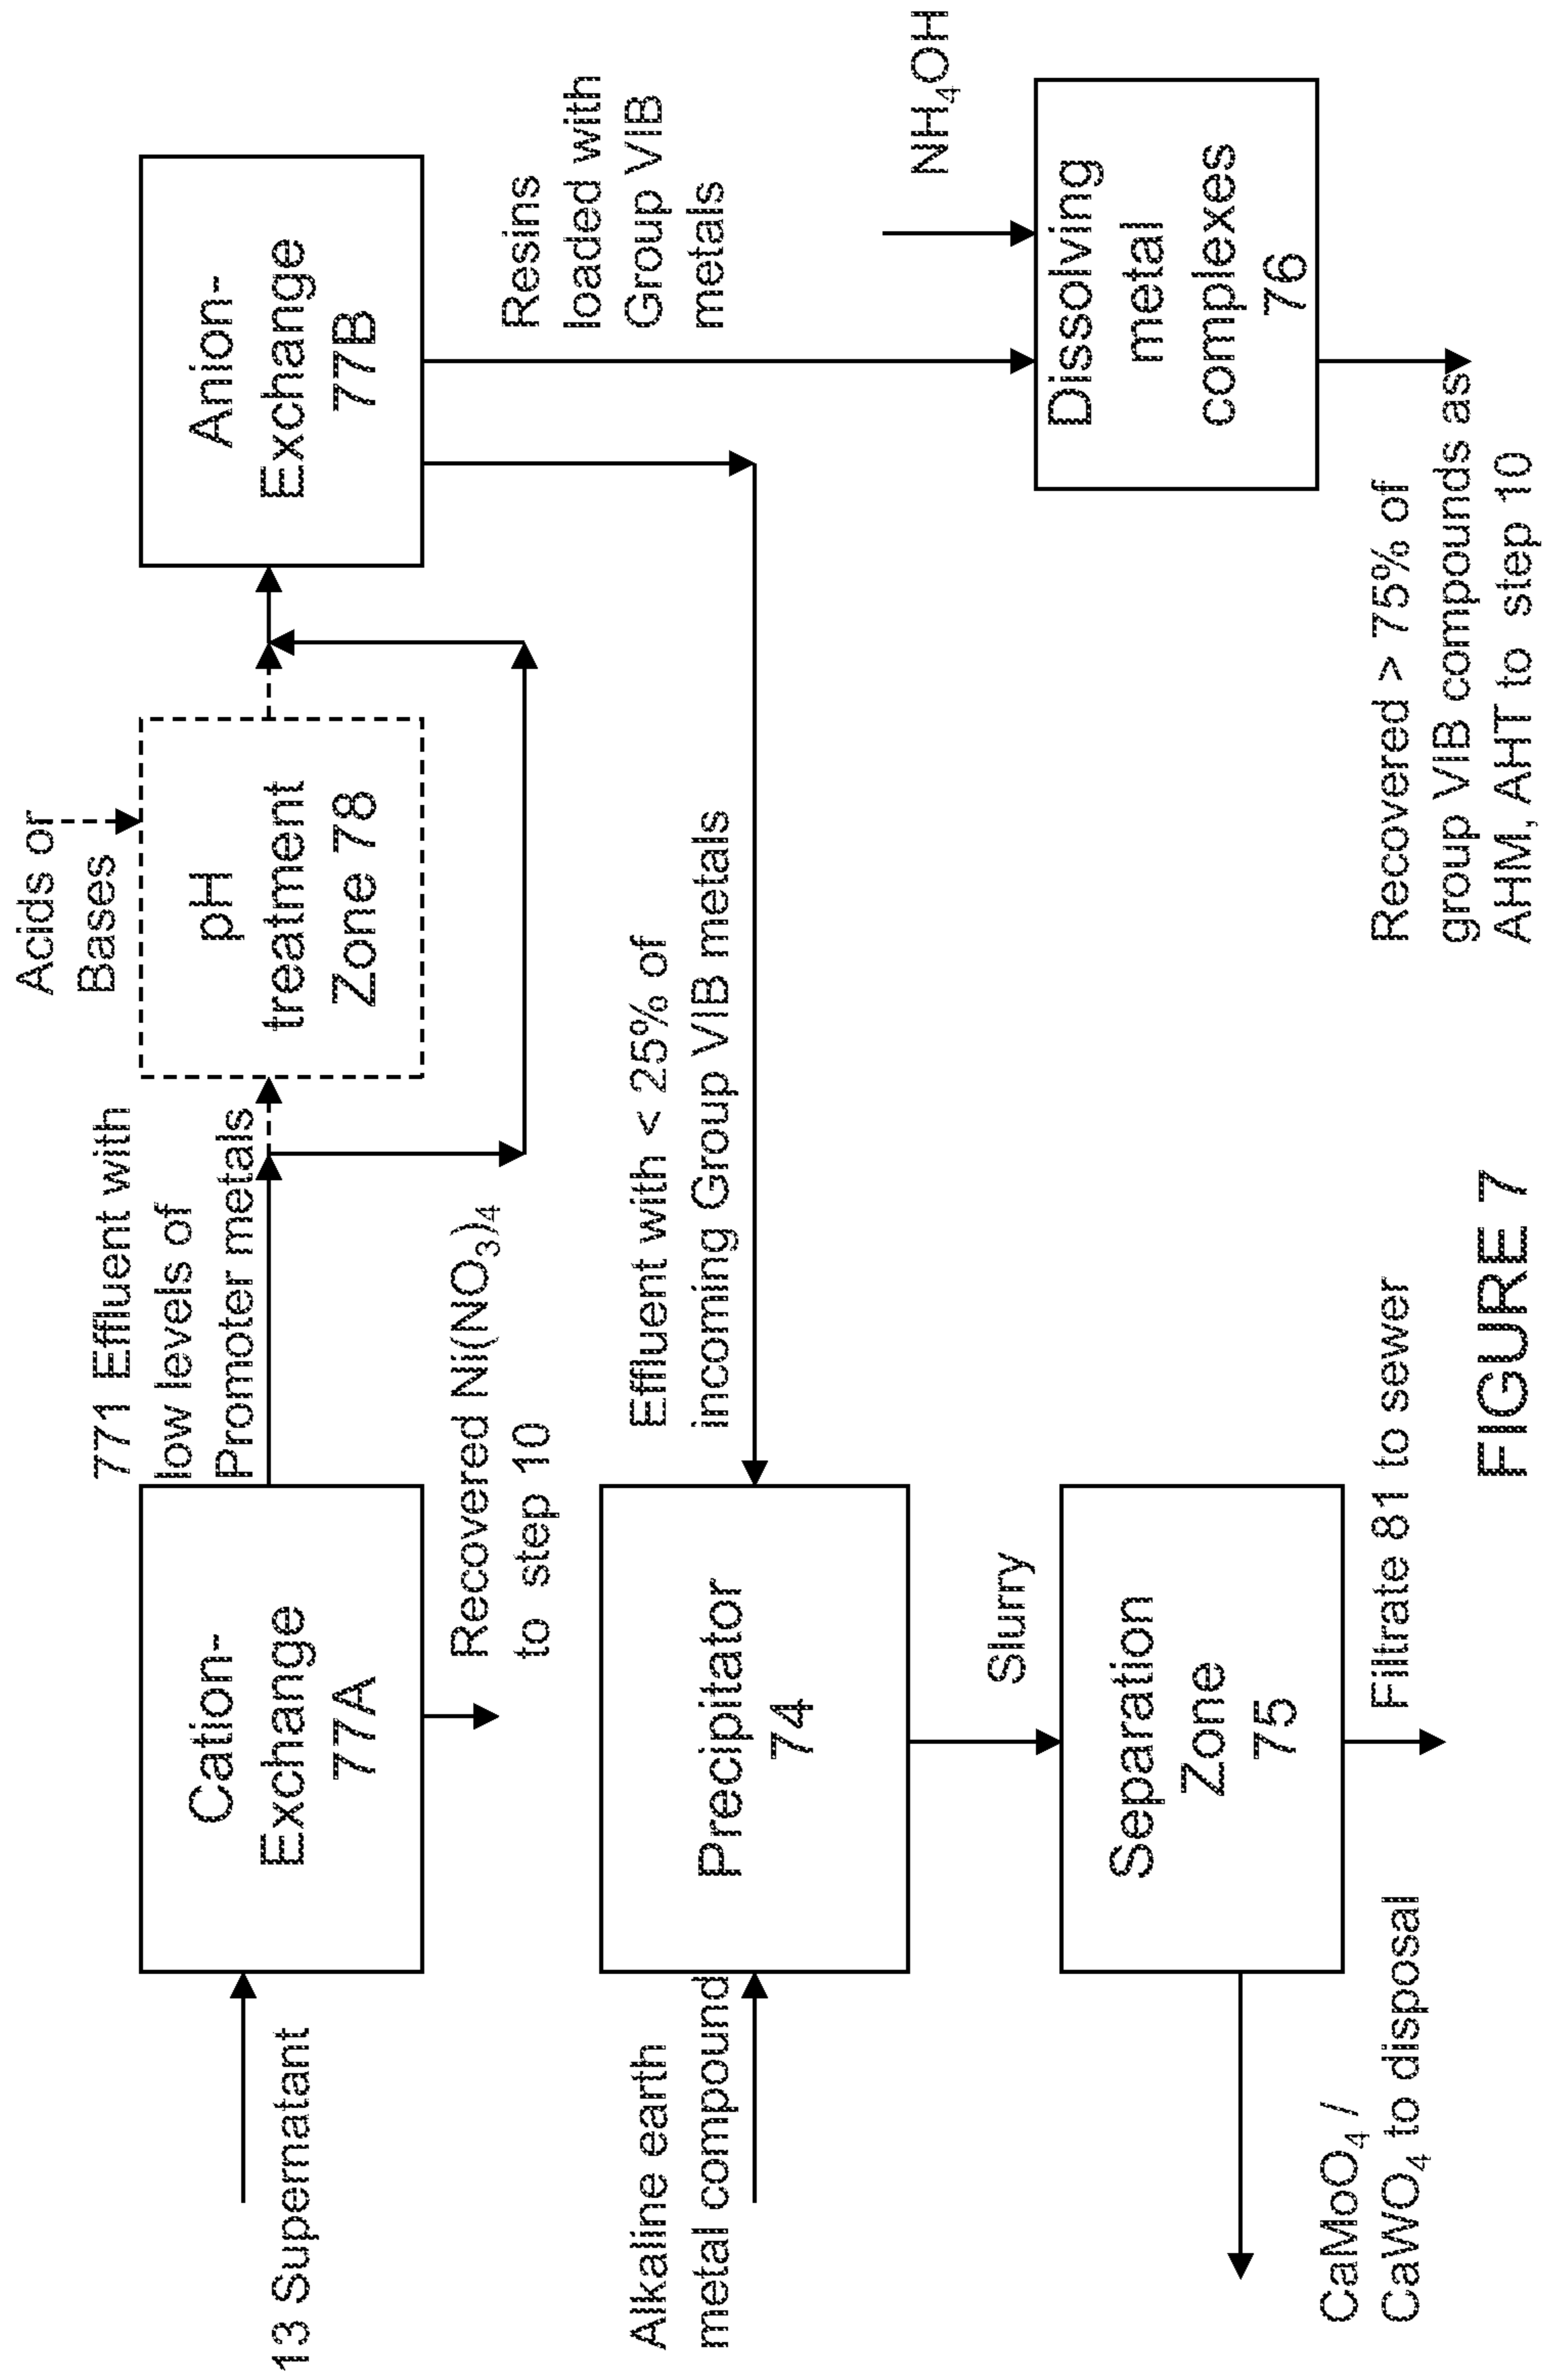 Acids or
Bases
771 Effluent with
low levels of
Promoter metals
13 Supernatant
Cation-
Exchange
77A
pH
treatment
Zone 78
Anion-
Exchange
77B
Recovered Ni(NO₃)₄
to step 10
Resins
loaded with
Group VIB
metals
Effluent with < 25% of
incoming Group VIB metals
Alkaline earth
metal compound
Precipitator
74
NH₄OH
Slurry
Separation
Zone
75
Dissolving
metal
complexes
76
CaMoO₄ /
CaWO₄ to disposal
Filtrate 81 to sewer
Recovered > 75% of
group VIB compounds as
AHM, AHT to step 10
FIGURE 7